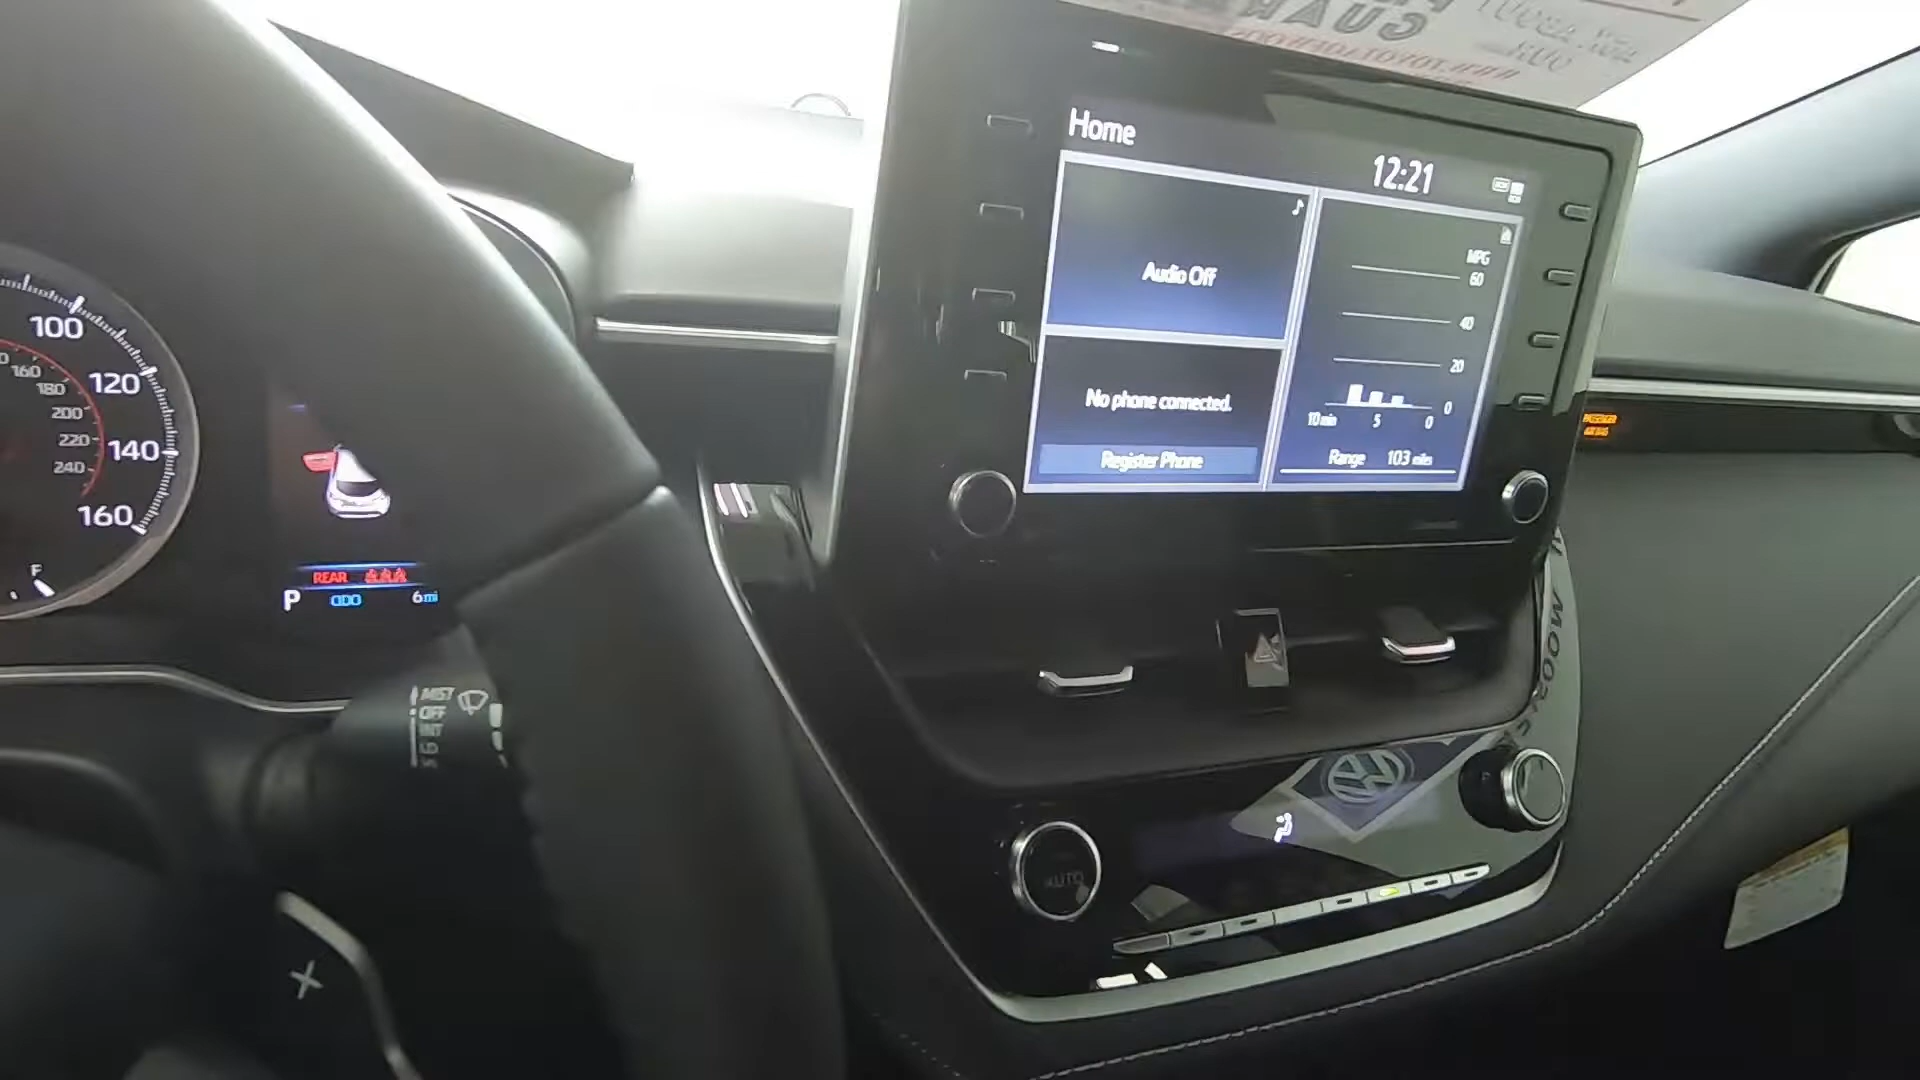 Home
12:21
Audio Off
MPG
60
40
20
0
10 min 5 0
No phone connected.
Register Phone
Range 103 miles
100
120
140
160
160
180
200
220
240
F
REAR
P ODO 6 mi
MIST
OFF
INT
LO
AUTO
+